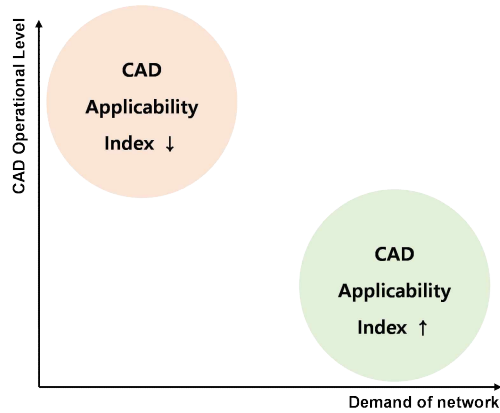 CAD Operational Level
CAD
Applicability
Index ↓
CAD
Applicability
Index ↑
Demand of network